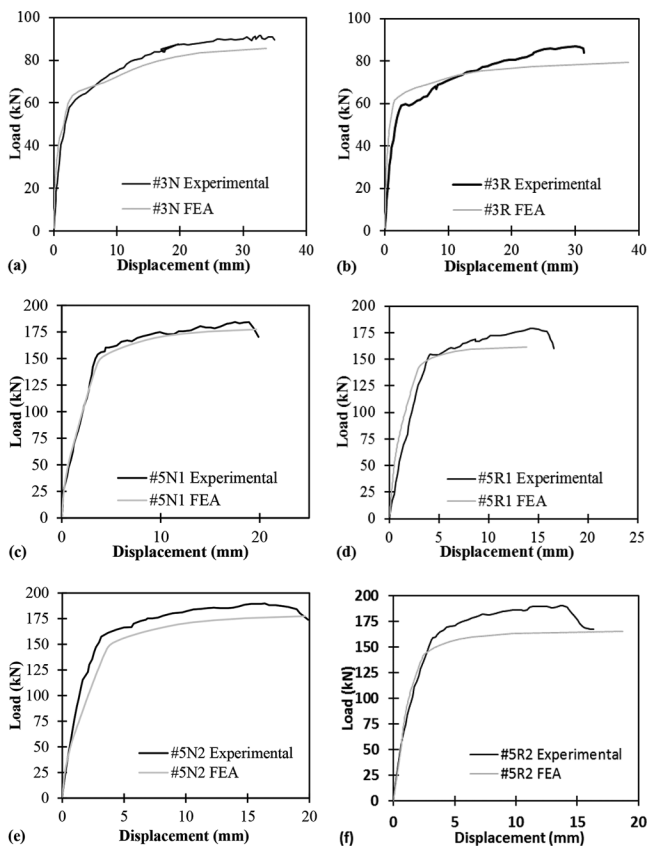 100
80
60
40
20
0
0 10 20 30 40
Load (kN)
Displacement (mm)
#3N Experimental
#3N FEA
(a)
100
80
60
40
20
0
0 10 20 30 40
Load (kN)
Displacement (mm)
#3R Experimental
#3R FEA
(b)
200
175
150
125
100
75
50
25
0
0 10 20
Load (kN)
Displacement (mm)
#5N1 Experimental
#5N1 FEA
(c)
200
175
150
125
100
75
50
25
0
0 5 10 15 20 25
Load (kN)
Displacement (mm)
#5R1 Experimental
#5R1 FEA
(d)
200
175
150
125
100
75
50
25
0
0 5 10 15 20
Load (kN)
Displacement (mm)
#5N2 Experimental
#5N2 FEA
(e)
200
175
150
125
100
75
50
25
0
0 5 10 15 20
Load (kN)
Displacement (mm)
#5R2 Experimental
#5R2 FEA
(f)